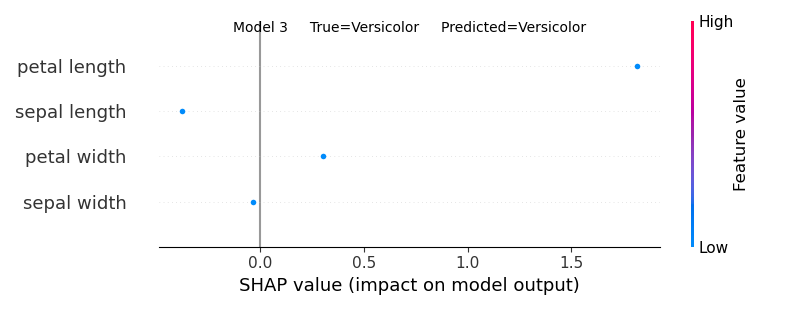 Model 3 True=Versicolor Predicted=Versicolor
High
petal length
sepal length
petal width
sepal width
Feature value
Low
0.0 0.5 1.0 1.5
SHAP value (impact on model output)